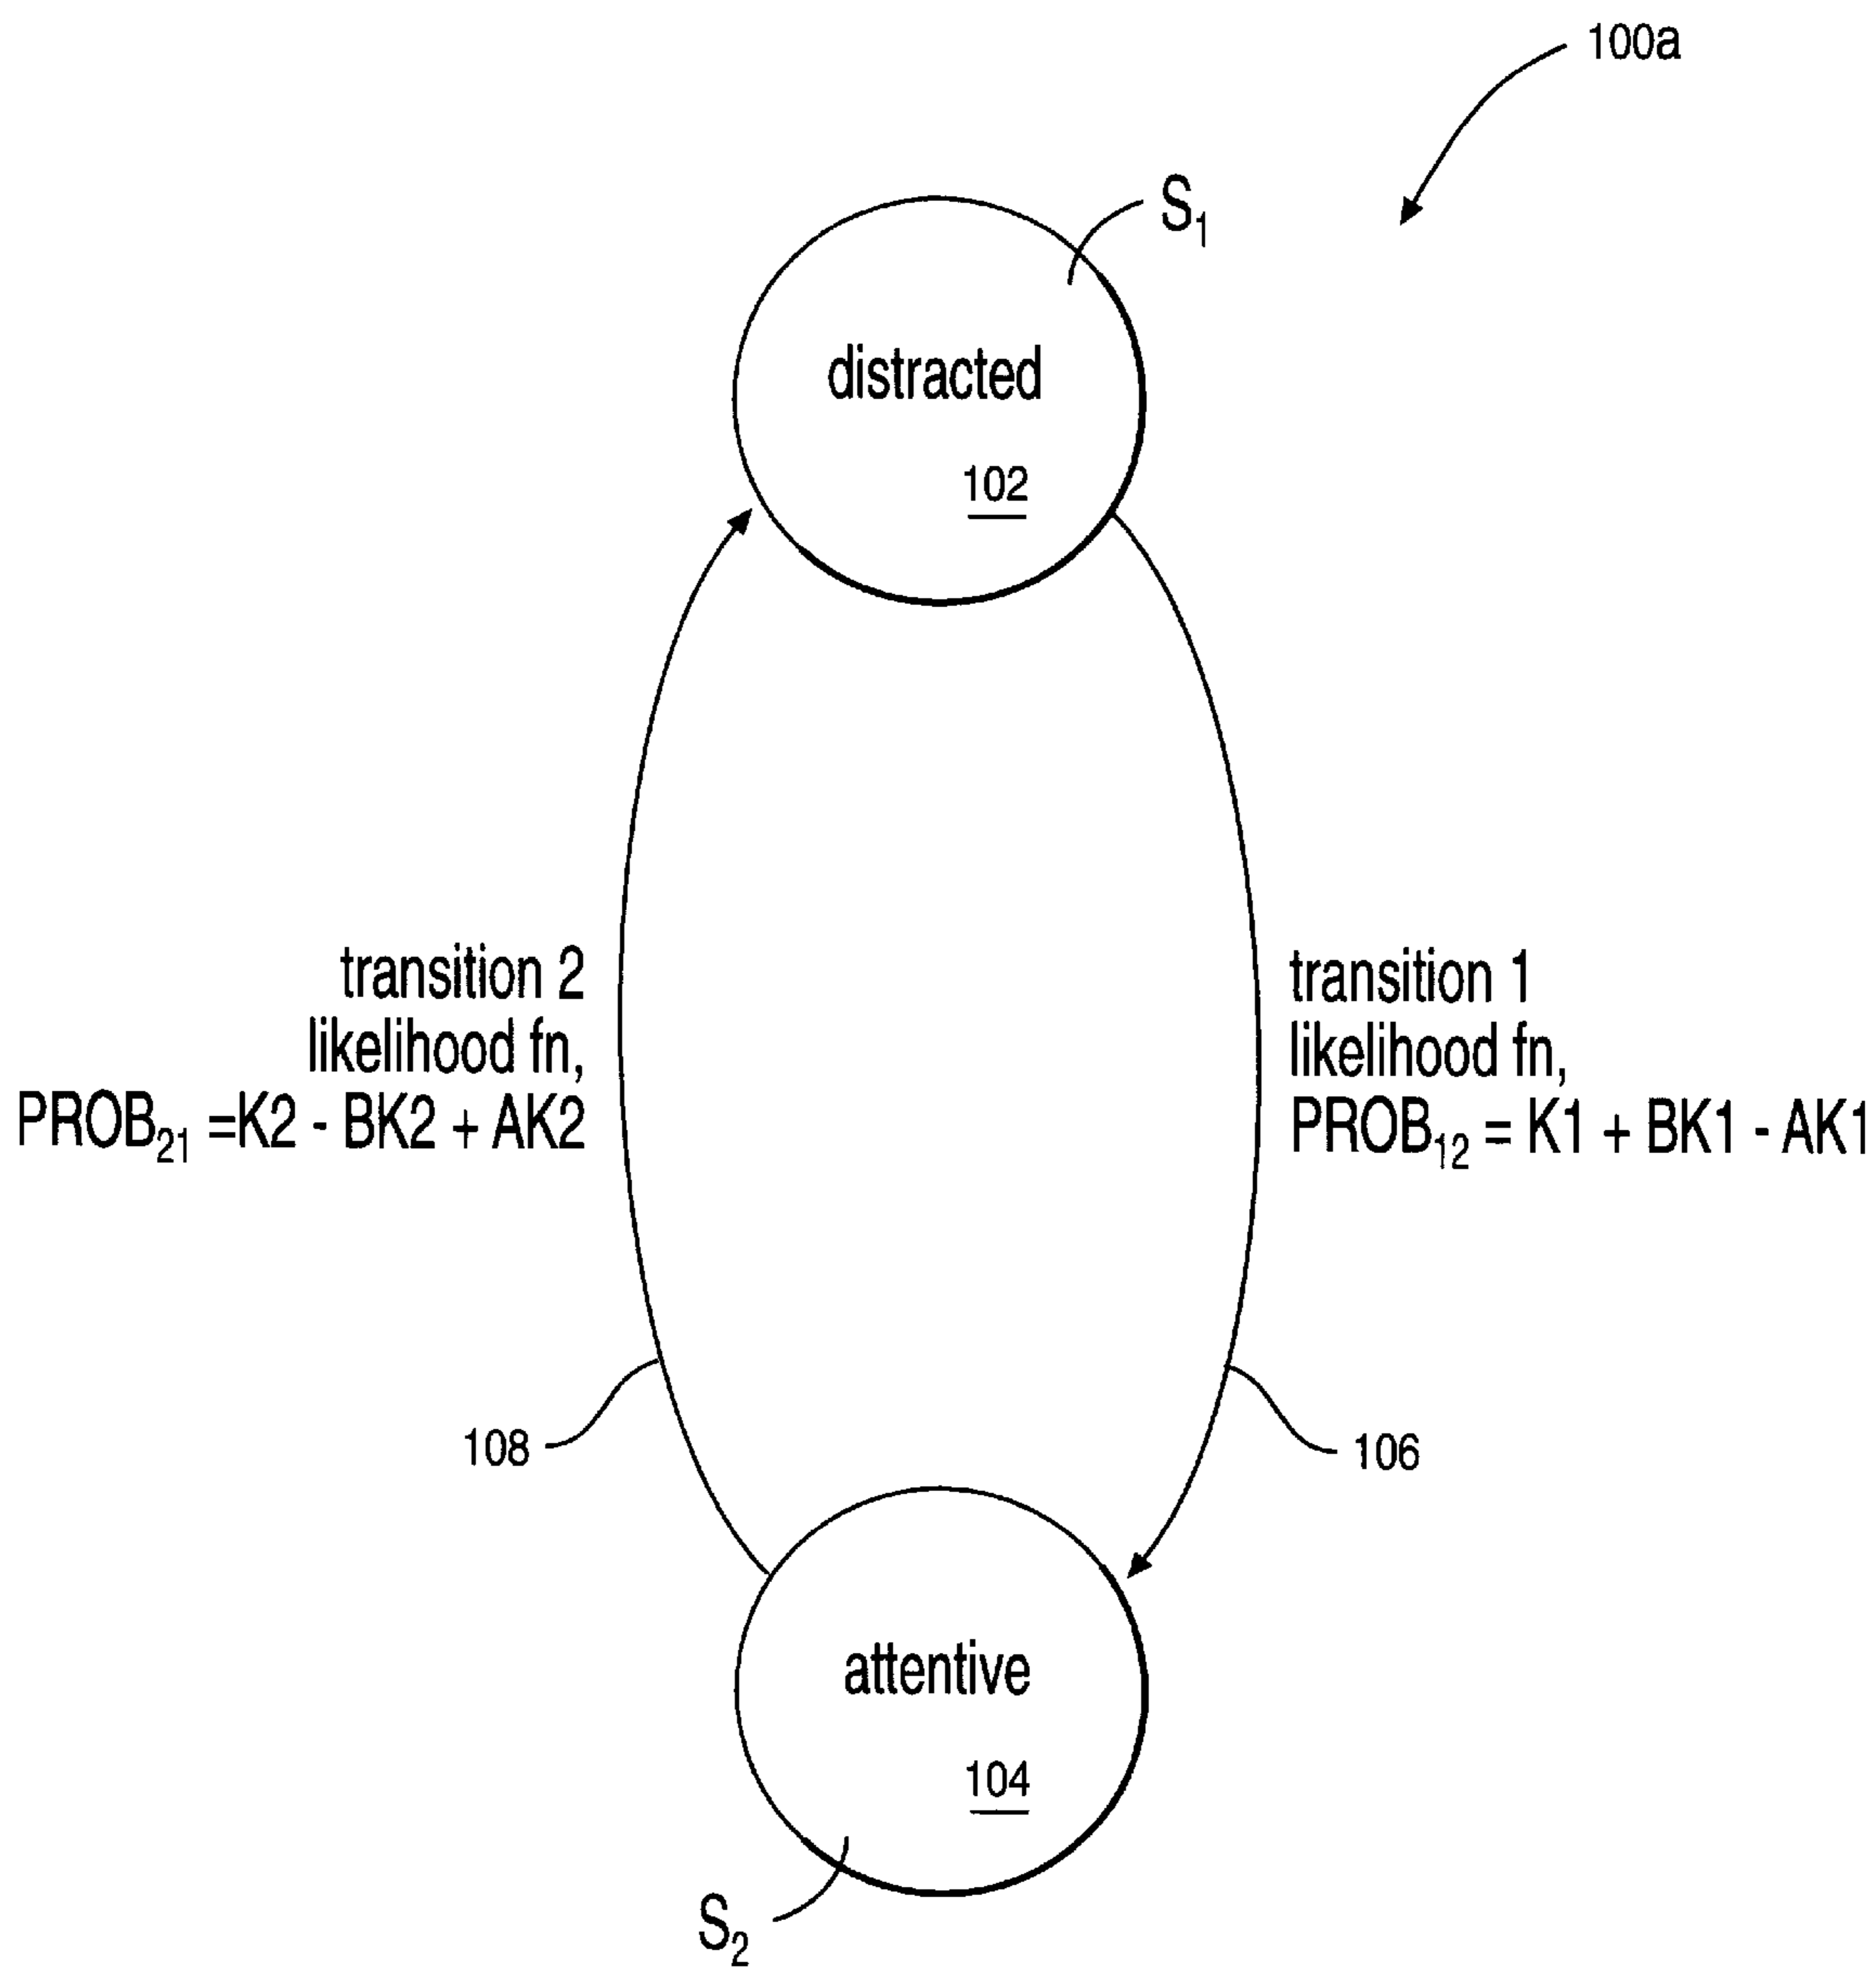 100a
S₁
distracted
102
transition 2
likelihood fn,
PROB₂₁ =K2 - BK2 + AK2
transition 1
likelihood fn,
PROB₁₂ = K1 + BK1 - AK1
108
106
attentive
104
S₂